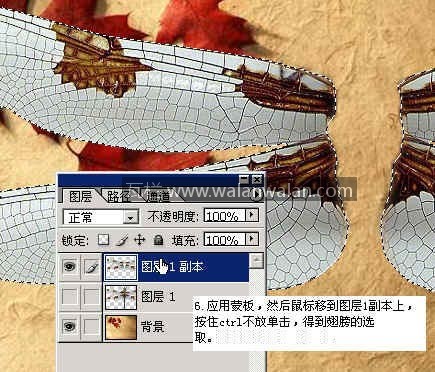 www.walanwalan.com
图层 路径 通道
正常 不透明度: 100%
锁定: 填充: 100%
图层 1 副本
图层 1
背景
6.应用蒙板，然后鼠标移到图层1副本上，
按住ctrl不放单击，得到翅膀的选
取。